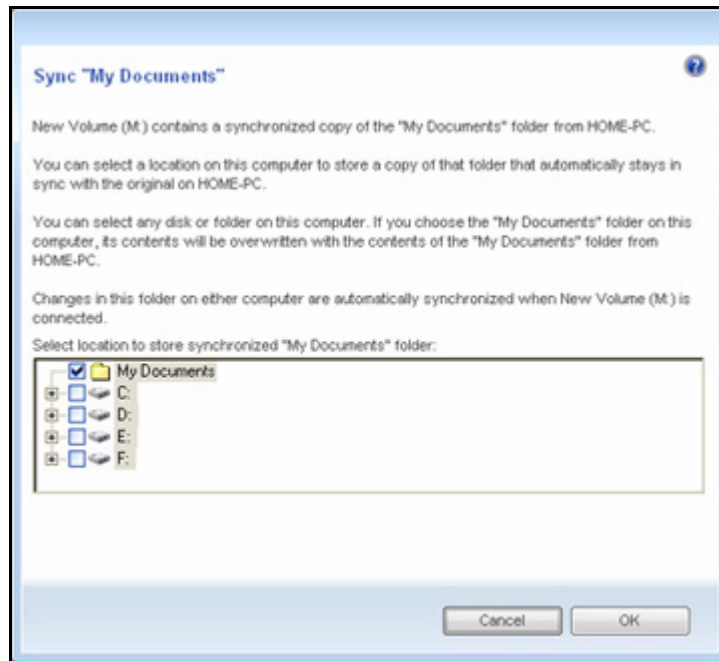 Sync "My Documents"
New Volume (M:) contains a synchronized copy of the "My Documents" folder from HOME-PC.
You can select a location on this computer to store a copy of that folder that automatically stays in
sync with the original on HOME-PC.
You can select any disk or folder on this computer. If you choose the "My Documents" folder on this
computer, its contents will be overwritten with the contents of the "My Documents" folder from
HOME-PC.
Changes in this folder on either computer are automatically synchronized when New Volume (M:) is
connected.
Select location to store synchronized "My Documents" folder:
My Documents
C:
D:
E:
F:
Cancel OK